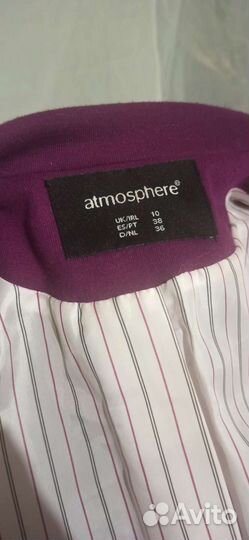 atmosphere®
UK/IRL 10
ES/PT 38
D/NL 36
Avito